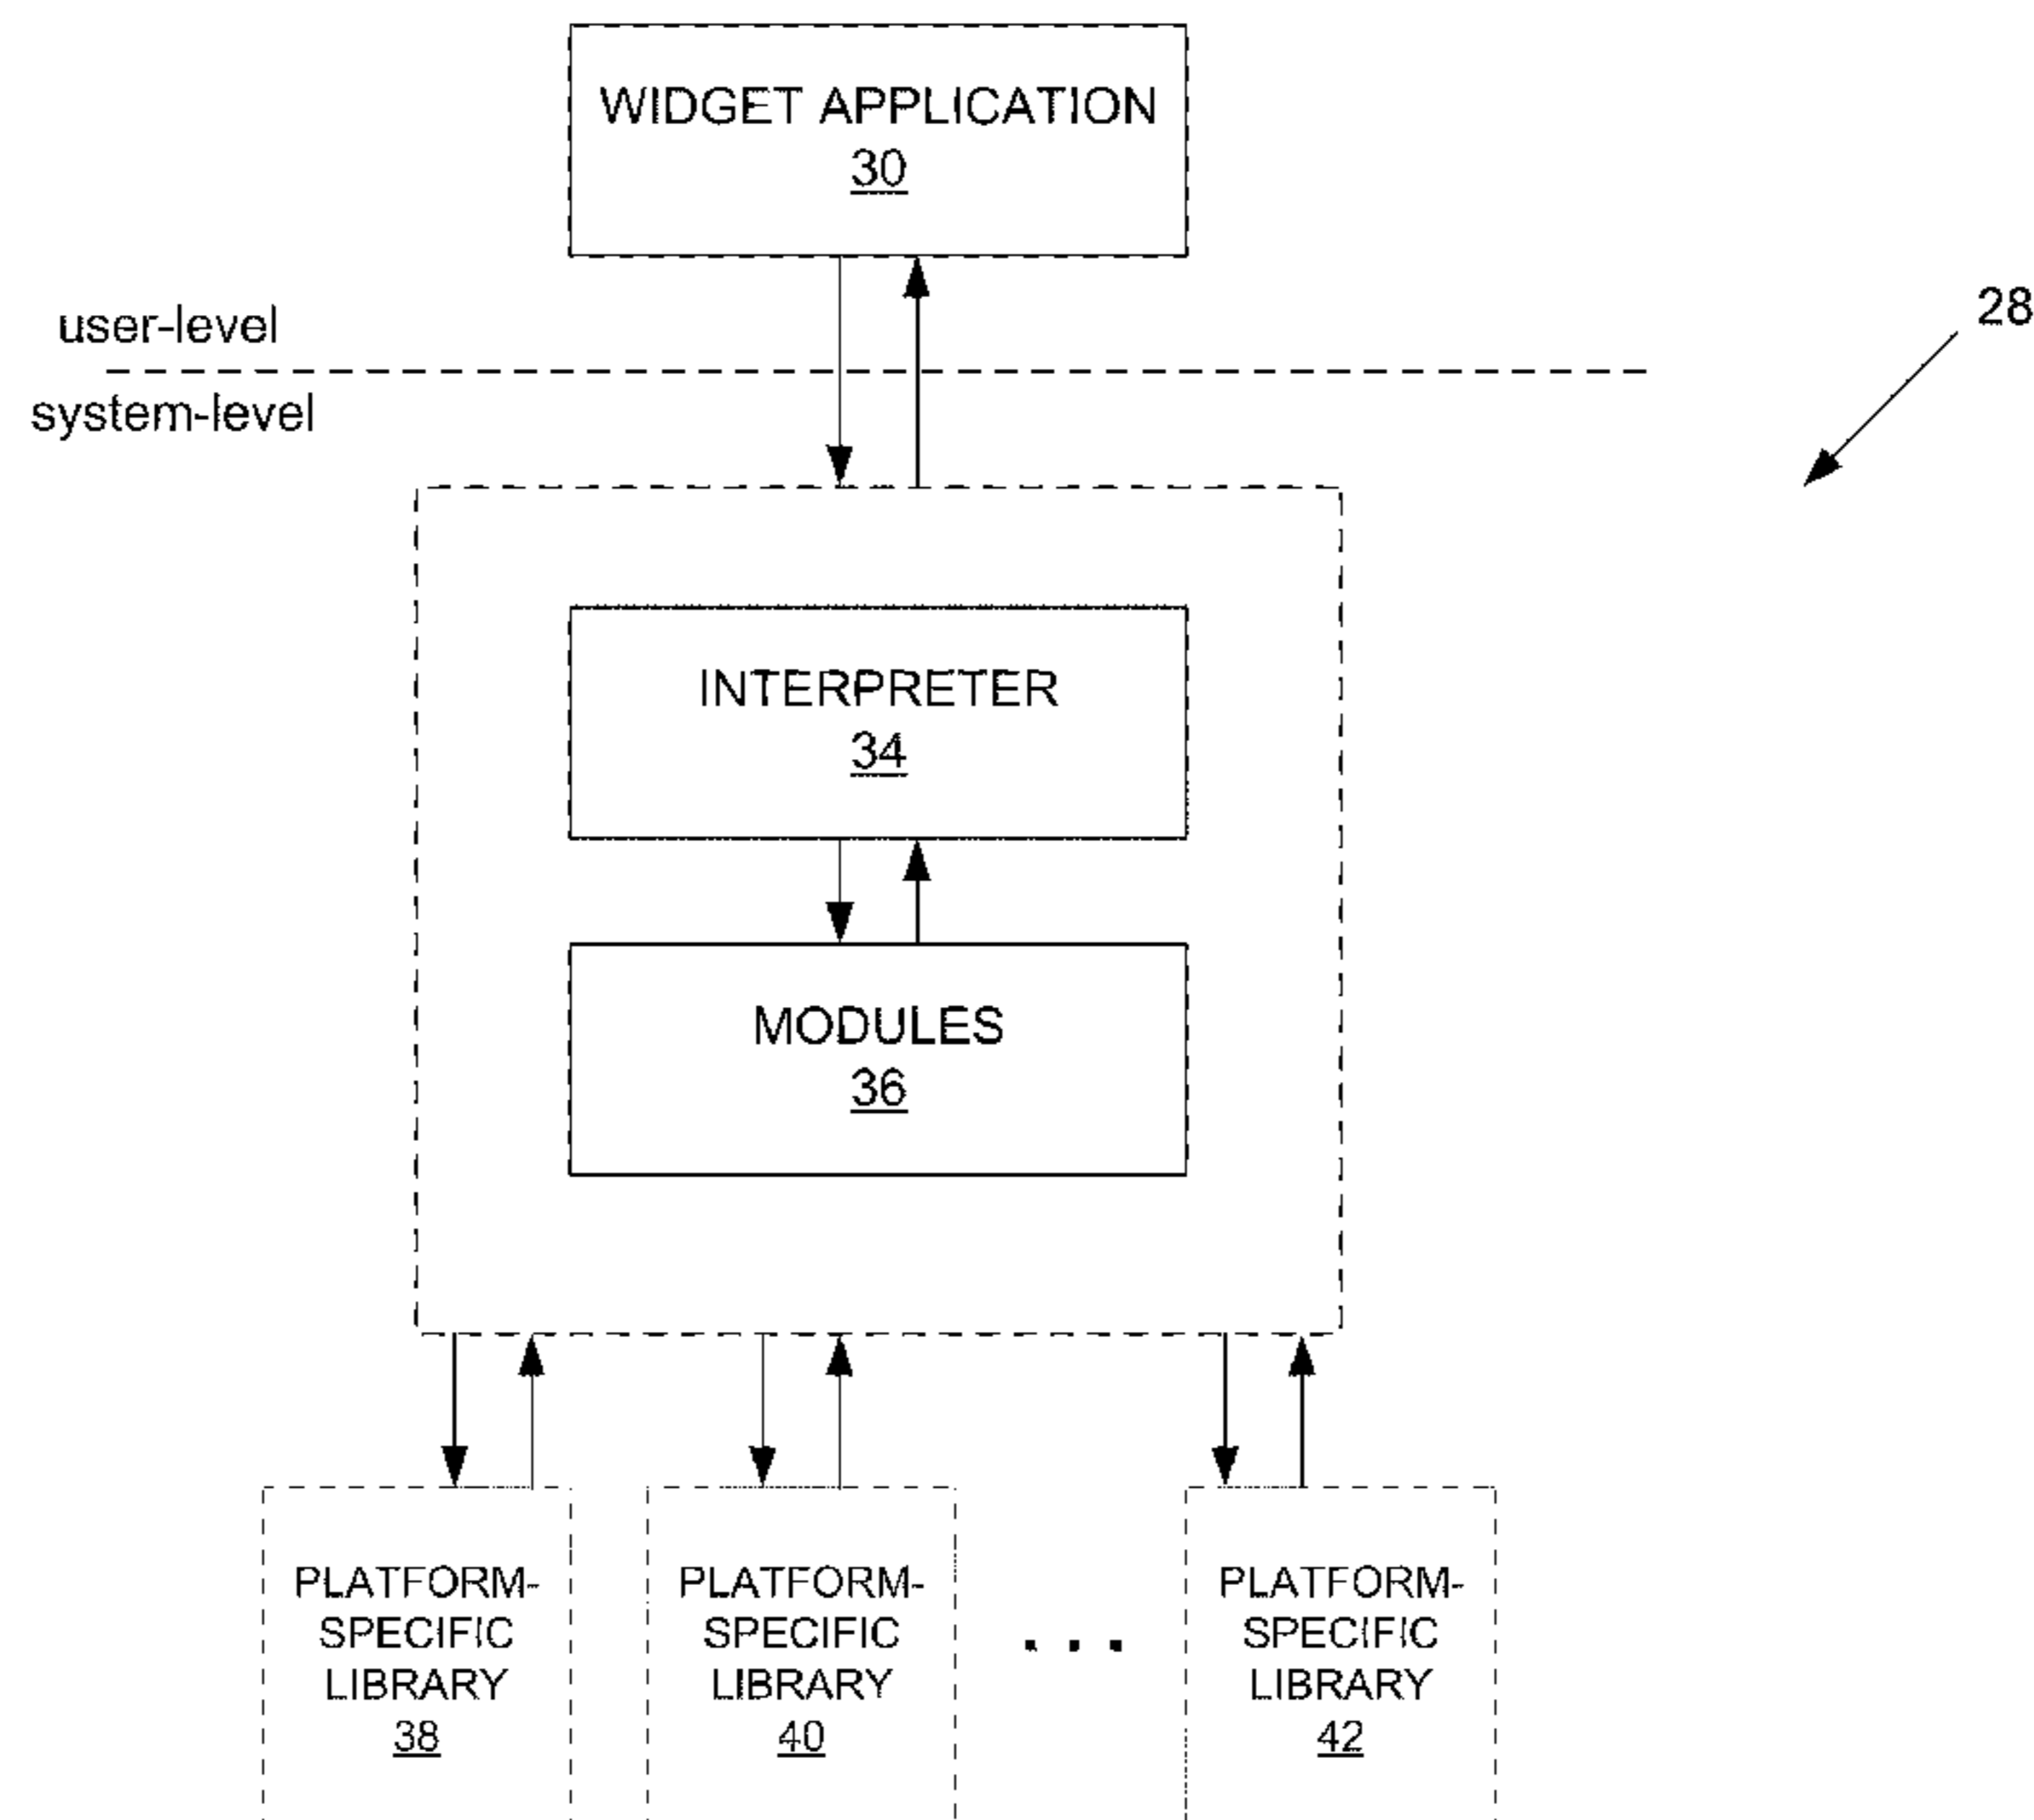 WIDGET APPLICATION
30
user-level
28
system-level
INTERPRETER
34
MODULES
36
PLATFORM-
SPECIFIC
LIBRARY
38
PLATFORM-
SPECIFIC
LIBRARY
40
. . .
PLATFORM-
SPECIFIC
LIBRARY
42